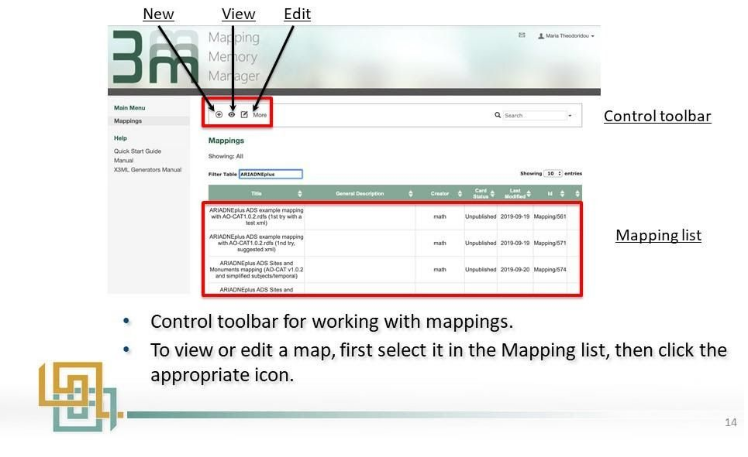 New View Edit
3m
Mapping
Memory
Manager
Maria Theodoridou
Main Menu
Mappings
Help
Quick Start Guide
Manual
X3ML Generators Manual
More
Search
Control toolbar
Mappings
Showing: All
Filter Table ARIADNEplus
Showing 10 entries
Title General Description Creator Card Status Last Modified Id
ARIADNEplus ADS example mapping
with AO-CAT1.0.2.rdfs (1st try with a
test xml)
math Unpublished 2019-09-19 Mapping/561
ARIADNEplus ADS example mapping
with AO-CAT1.0.2.rdfs (1nd try,
suggested xml)
math Unpublished 2019-09-19 Mapping/571
Mapping list
ARIADNEplus ADS Sites and
Monuments mapping (AO-CAT v1.0.2
and simplified subjects/temporal)
math Unpublished 2019-09-20 Mapping/574
ARIADNEplus ADS Sites and
• Control toolbar for working with mappings.
• To view or edit a map, first select it in the Mapping list, then click the
appropriate icon.
14